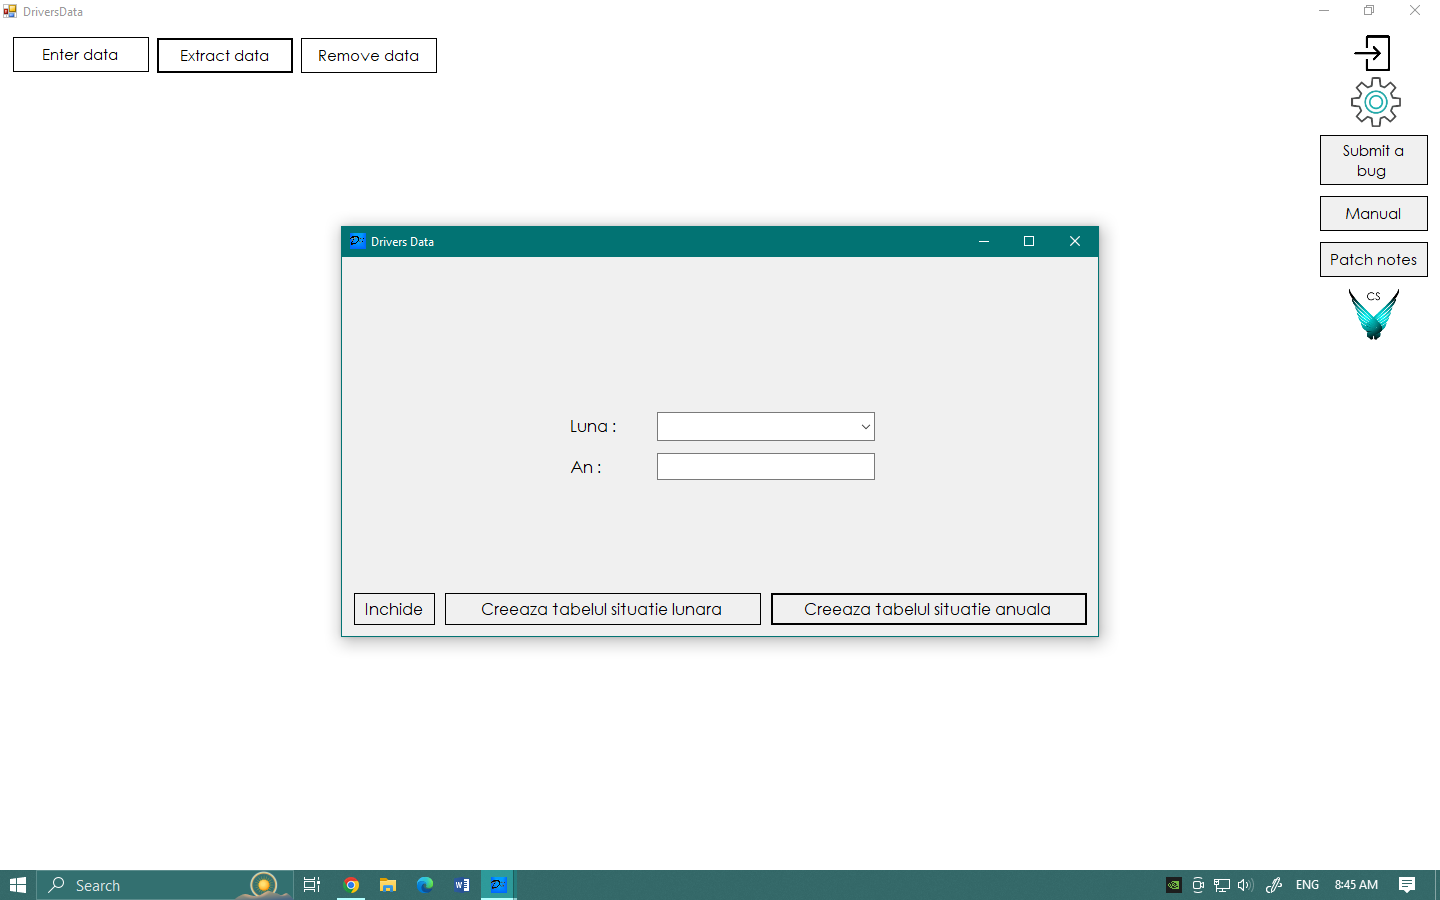 DriversData
Enter data
Extract data
Remove data
Submit a
bug
Manual
Patch notes
CS
Drivers Data
Luna :
An :
Inchide
Creeaza tabelul situatie lunara
Creeaza tabelul situatie anuala
Search
ENG
8:45 AM